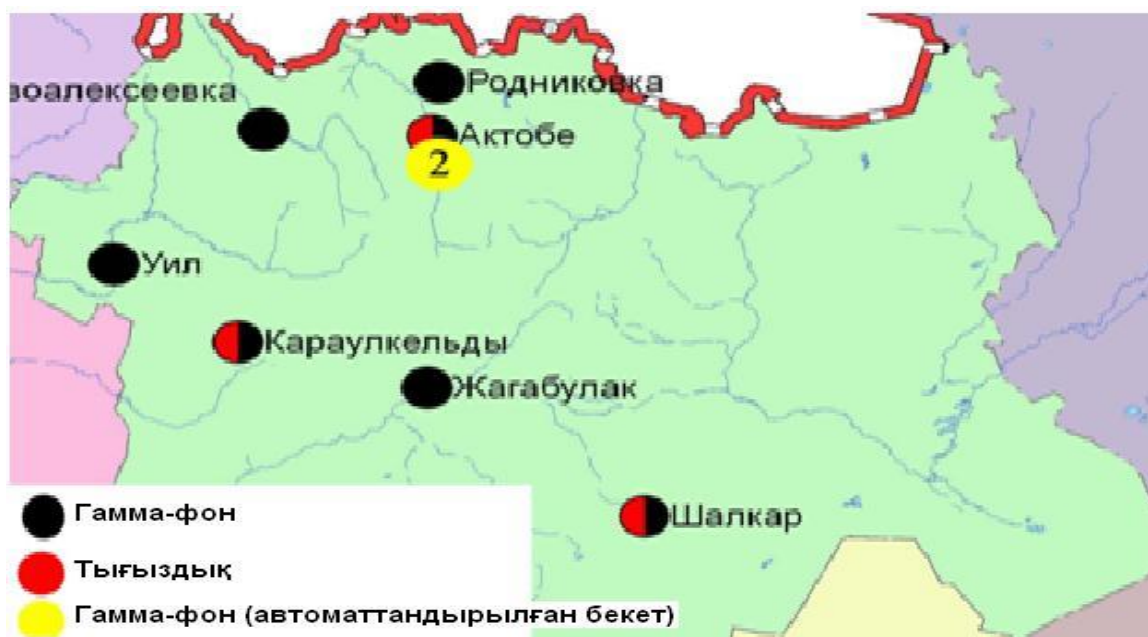 Родниковка
воалексеевка
Актобе
2
Уил
Караулкельды
Жагабулак
Шалкар
Гамма-фон
Тығыздық
Гамма-фон (автоматтандырылған бекет)